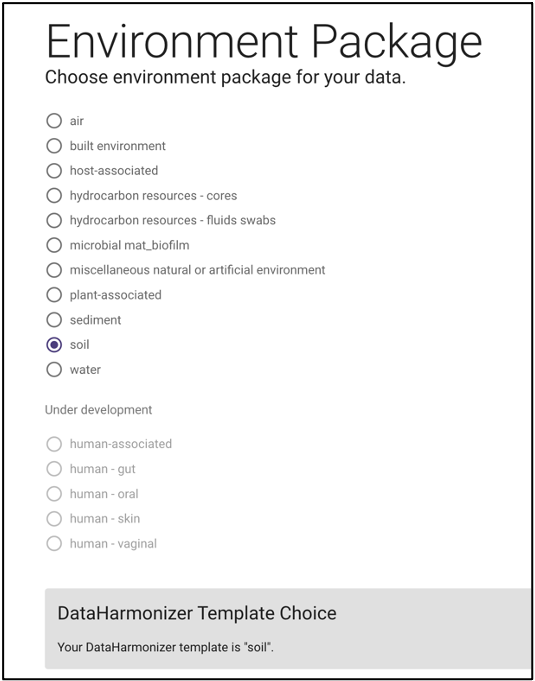 Environment Package
Choose environment package for your data.
air
built environment
host-associated
hydrocarbon resources - cores
hydrocarbon resources - fluids swabs
microbial mat_biofilm
miscellaneous natural or artificial environment
plant-associated
sediment
soil
water
Under development
human-associated
human - gut
human - oral
human - skin
human - vaginal
DataHarmonizer Template Choice
Your DataHarmonizer template is "soil".